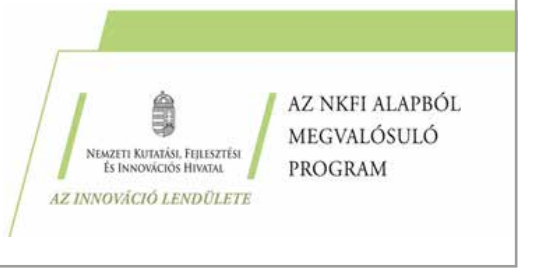 NEMZETI KUTATÁSI, FEJLESZTÉSI
ÉS INNOVÁCIÓS HIVATAL
AZ INNOVÁCIÓ LENDÜLETE
AZ NKFI ALAPBÓL
MEGVALÓSULÓ
PROGRAM